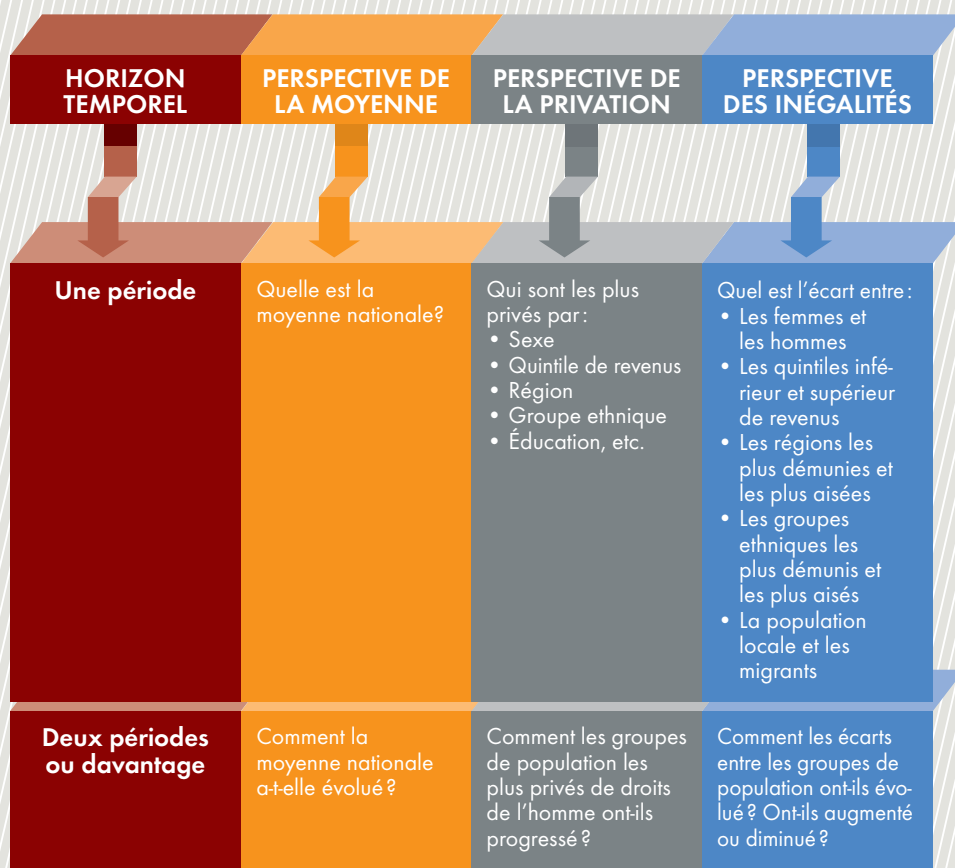 HORIZON
TEMPOREL
PERSPECTIVE DE
LA MOYENNE
PERSPECTIVE DE
LA PRIVATION
PERSPECTIVE
DES INÉGALITÉS
Une période
Quelle est la
moyenne nationale?
Qui sont les plus
privés par :
• Sexe
• Quintile de revenus
• Région
• Groupe ethnique
• Éducation, etc.
Quel est l'écart entre :
• Les femmes et
les hommes
• Les quintiles infé-
rieur et supérieur
de revenus
• Les régions les
plus démunies et
les plus aisées
• Les groupes
ethniques les
plus démunis et
les plus aisés
• La population
locale et les
migrants
Deux périodes
ou davantage
Comment la
moyenne nationale
a-t-elle évolué ?
Comment les groupes
de population les
plus privés de droits
de l'homme ont-ils
progressé ?
Comment les écarts
entre les groupes de
population ont-ils évo-
lué ? Ont-ils augmenté
ou diminué ?